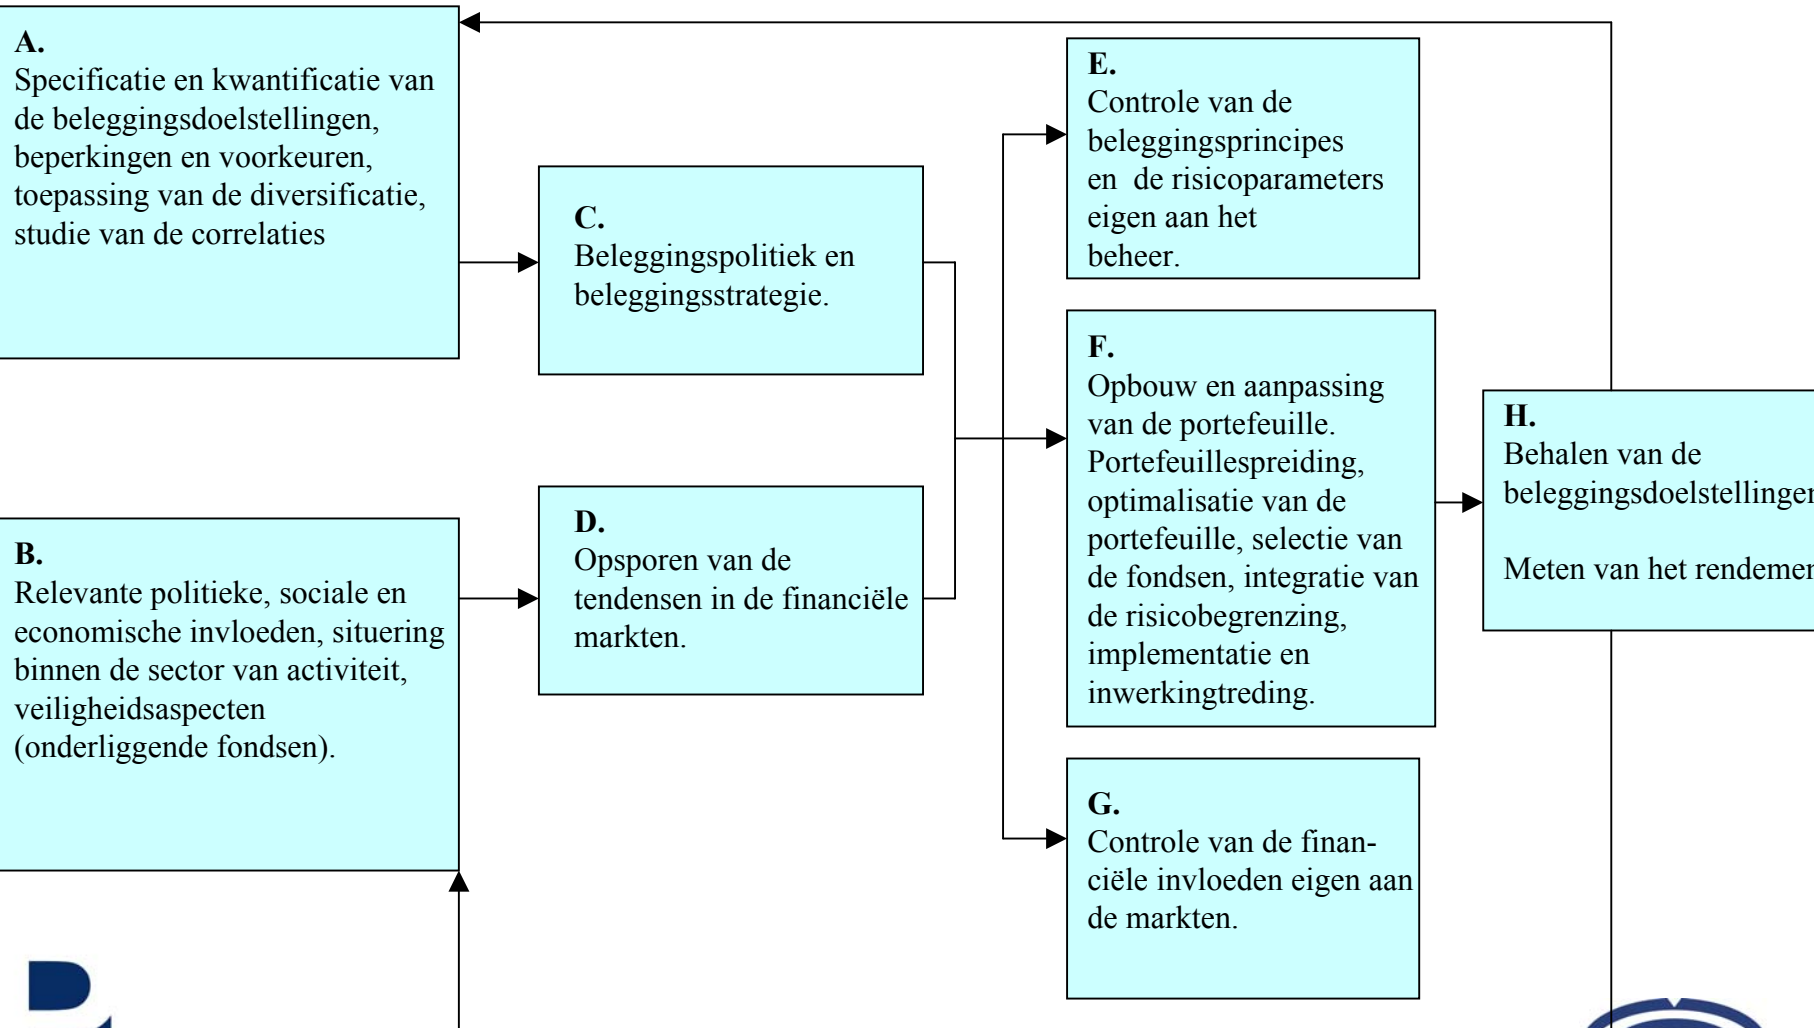 A.
Specificatie en kwantificatie van
de beleggingsdoelstellingen,
beperkingen en voorkeuren,
toepassing van de diversificatie,
studie van de correlaties
B.
Relevante politieke, sociale en
economische invloeden, situering
binnen de sector van activiteit,
veiligheidsaspecten
(onderliggende fondsen).
C.
Beleggingspolitiek en
beleggingsstrategie.
D.
Opsporen van de
tendensen in de financiële
markten.
E.
Controle van de
beleggingsprincipes
en  de risicoparameters
eigen aan het
beheer.
F.
Opbouw en aanpassing
van de portefeuille.
Portefeuillespreiding,
optimalisatie van de
portefeuille, selectie van
de fondsen, integratie van
de risicobegrenzing,
implementatie en
inwerkingtreding.
G.
Controle van de finan-
ciële invloeden eigen aan
de markten.
H.
Behalen van de
beleggingsdoelstellingen
Meten van het